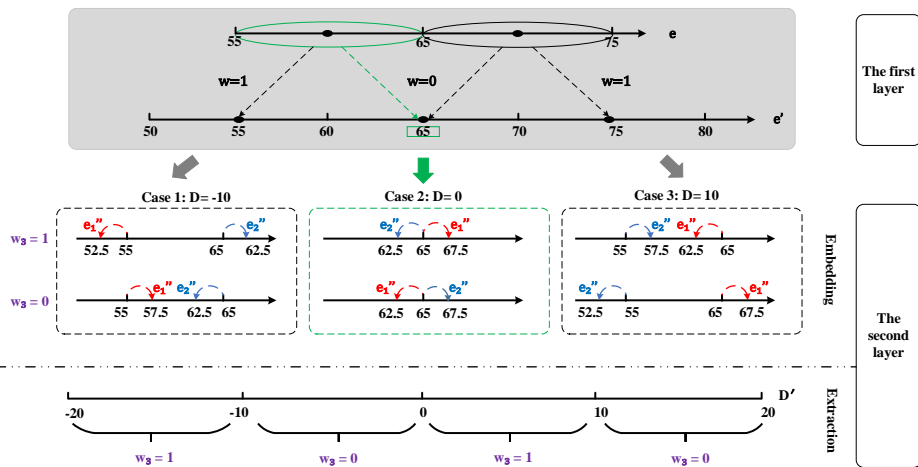 55 65 75 e
w=1 w=0 w=1
50 55 60 65 70 75 80 e'
The first
layer
Case 1: D= -10
Case 2: D= 0
Case 3: D= 10
w₃ = 1
e₁'' e₂''
52.5 55 65 62.5
e₂'' e₁''
62.5 65 67.5
e₂'' e₁''
55 57.5 62.5 65
w₃ = 0
e₁'' e₂''
55 57.5 62.5 65
e₁'' e₂''
62.5 65 67.5
e₂'' e₁''
52.5 55 65 67.5
Embedding
The
second
layer
Extraction
-20 -10 0 10 20 D'
w₃ = 1 w₃ = 0 w₃ = 1 w₃ = 0